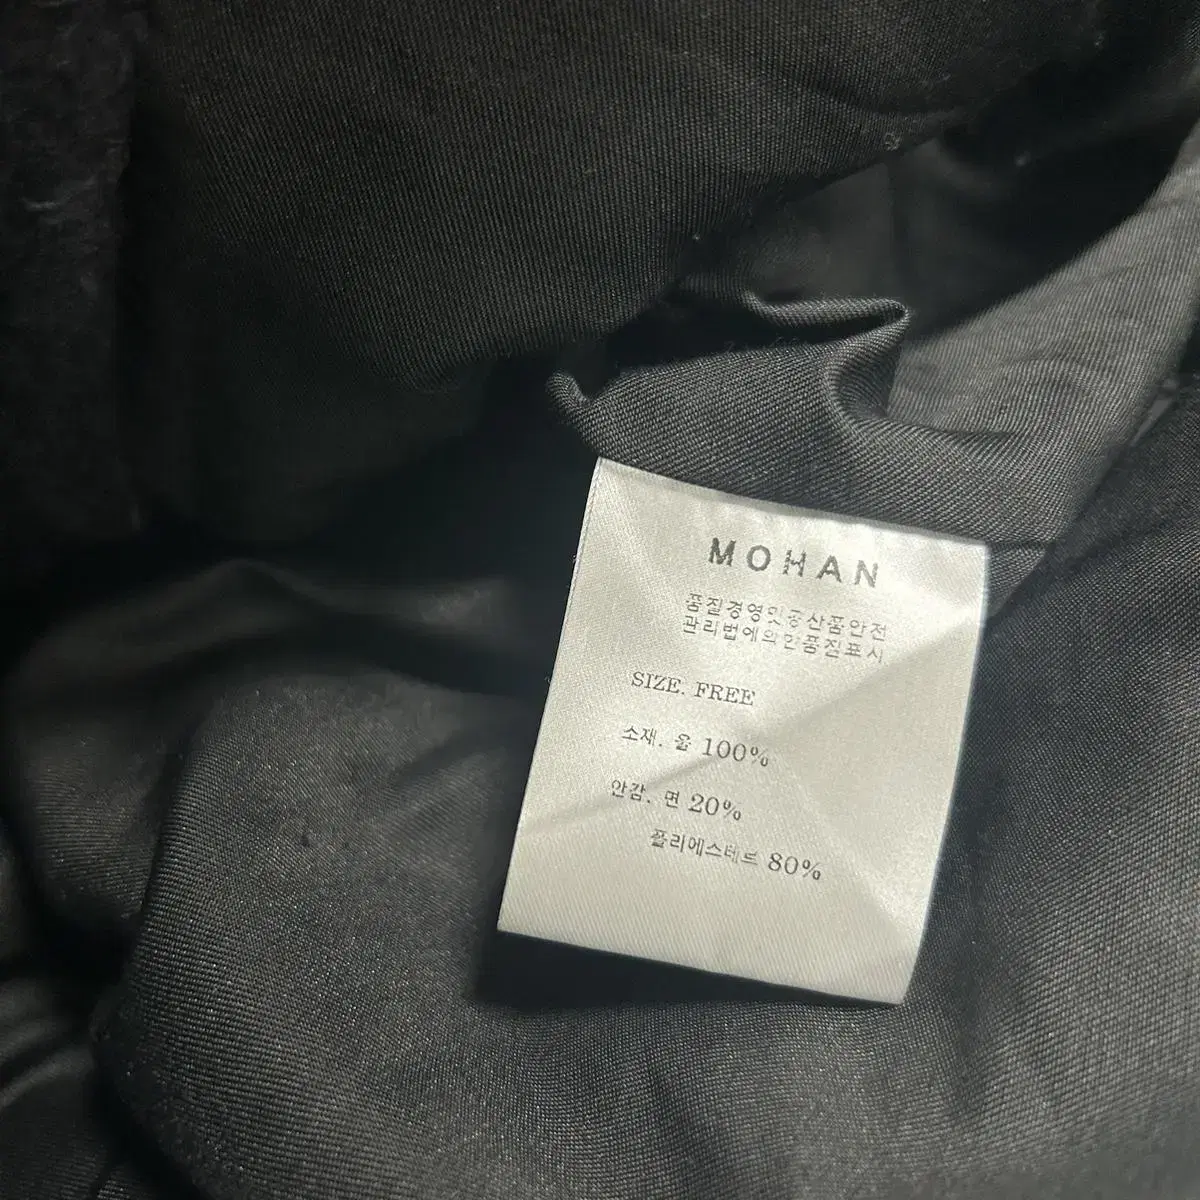 MOHAN
품질경영및공산품안전
관리법에의한품질표시
SIZE. FREE
소재. 울 100%
안감. 면 20%
폴리에스테르 80%